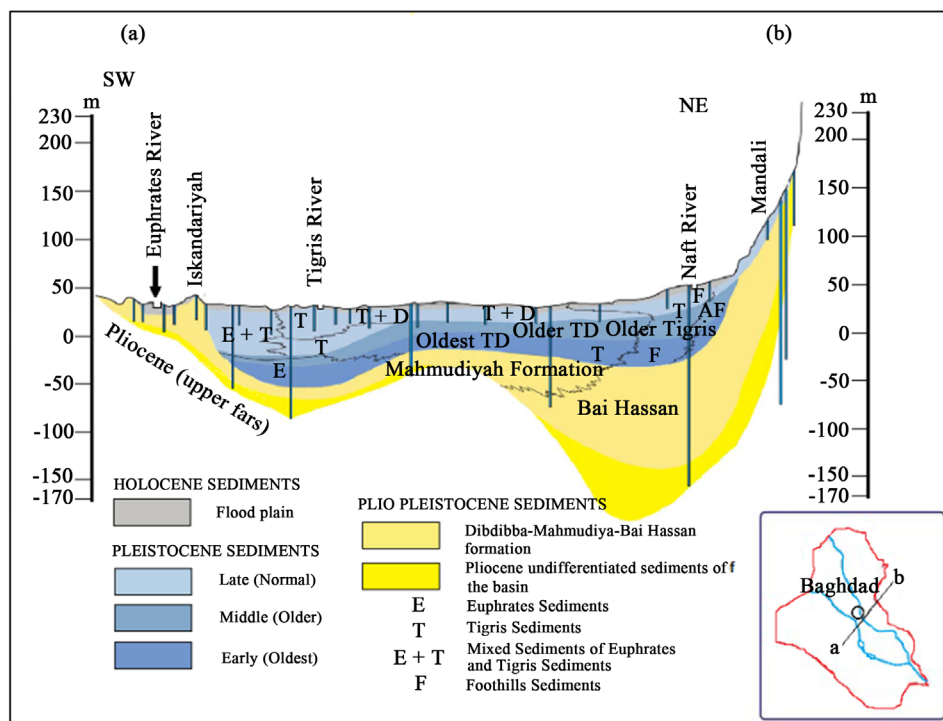 (a)
(b)
SW
NE
m
m
230
200
150
100
50
0
-50
-100
-150
-170
230
200
150
100
50
0
-50
-100
-150
-170
Euphrates River
Iskandariyah
Tigris River
Naft River
Mandali
E + T
T
T
T + D
E
T + D
Older TD
Older Tigris
Oldest TD
T
F
T
F
AF
Mahmudiyah Formation
Bai Hassan
Pliocene (upper fars)
HOLOCENE SEDIMENTS
Flood plain
PLEISTOCENE SEDIMENTS
Late (Normal)
Middle (Older)
Early (Oldest)
PLIO PLEISTOCENE SEDIMENTS
Dibdibba-Mahmudiya-Bai Hassan
formation
Pliocene undifferentiated sediments of f
the basin
E Euphrates Sediments
T Tigris Sediments
E + T Mixed Sediments of Euphrates
and Tigris Sediments
F Foothills Sediments
Baghdad
b
a